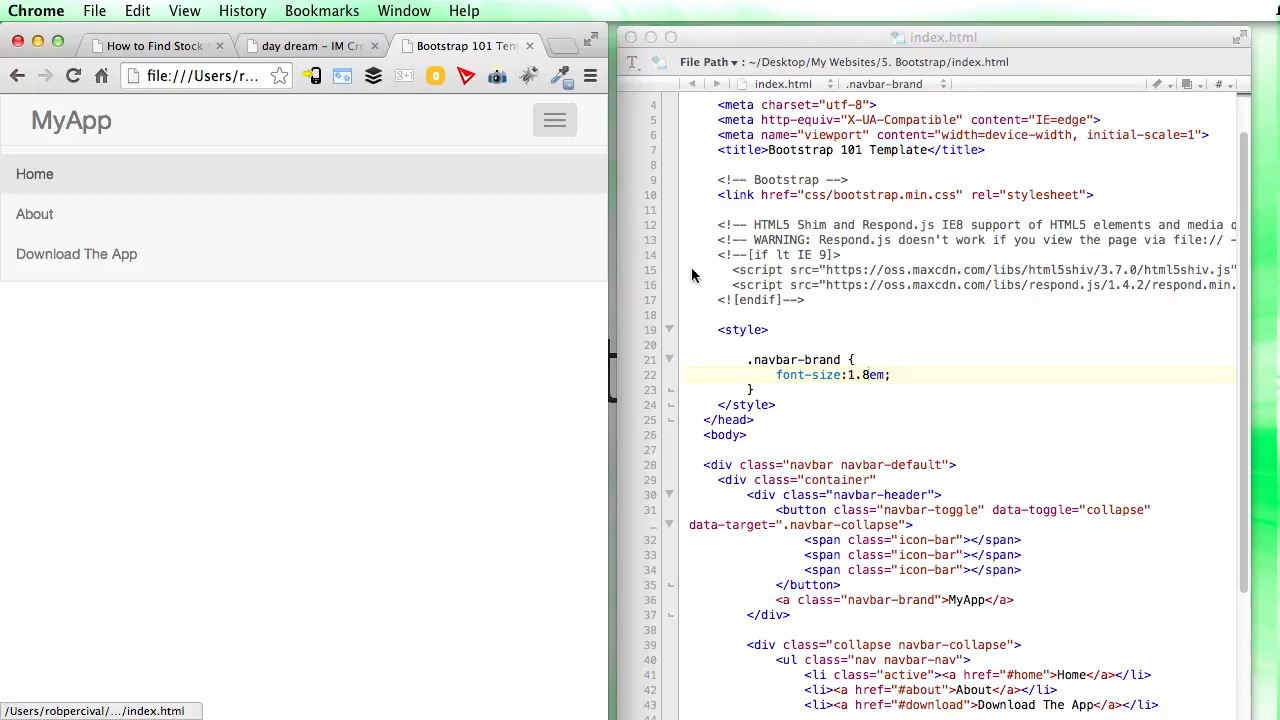 Chrome File Edit View History Bookmarks Window Help
How to Find Stoc
day dream – IM Cre
Bootstrap 101 Tem
file:///Users/r...
MyApp
Home
About
Download The App
/Users/robpercival/.../index.html
index.html
File Path ▾ : ~/Desktop/My Websites/5. Bootstrap/index.html
index.html .navbar-brand #
4 <meta charset="utf-8">
5 <meta http-equiv="X-UA-Compatible" content="IE=edge">
6 <meta name="viewport" content="width=device-width, initial-scale=1">
7 <title>Bootstrap 101 Template</title>
8
9 <!-- Bootstrap -->
10 <link href="css/bootstrap.min.css" rel="stylesheet">
11
12 <!-- HTML5 Shim and Respond.js IE8 support of HTML5 elements and media
13 <!-- WARNING: Respond.js doesn't work if you view the page via file://
14 <!--[if lt IE 9]>
15 <script src="https://oss.maxcdn.com/libs/html5shiv/3.7.0/html5shiv.js"
16 <script src="https://oss.maxcdn.com/libs/respond.js/1.4.2/respond.min.
17 <![endif]-->
18
19 <style>
20
21 .navbar-brand {
22 font-size:1.8em;
23 }
24 </style>
25 </head>
26 <body>
27
28 <div class="navbar navbar-default">
29 <div class="container"
30 <div class="navbar-header">
31 <button class="navbar-toggle" data-toggle="collapse"
… data-target=".navbar-collapse">
32 <span class="icon-bar"></span>
33 <span class="icon-bar"></span>
34 <span class="icon-bar"></span>
35 </button>
36 <a class="navbar-brand">MyApp</a>
37 </div>
38
39 <div class="collapse navbar-collapse">
40 <ul class="nav navbar-nav">
41 <li class="active"><a href="#home">Home</a></li>
42 <li><a href="#about">About</a></li>
43 <li><a href="#download">Download The App</a></li>